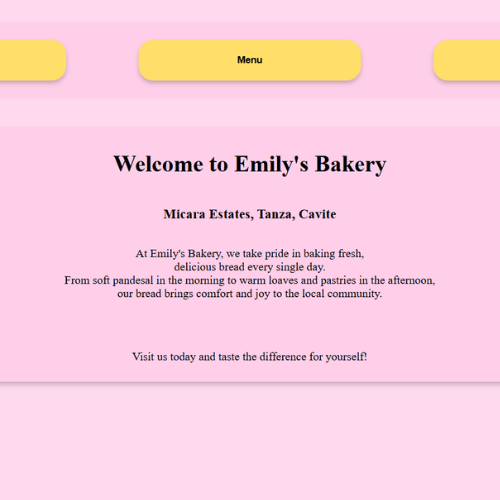 Menu
Welcome to Emily's Bakery
Micara Estates, Tanza, Cavite
At Emily's Bakery, we take pride in baking fresh,
delicious bread every single day.
From soft pandesal in the morning to warm loaves and pastries in the afternoon,
our bread brings comfort and joy to the local community.
Visit us today and taste the difference for yourself!